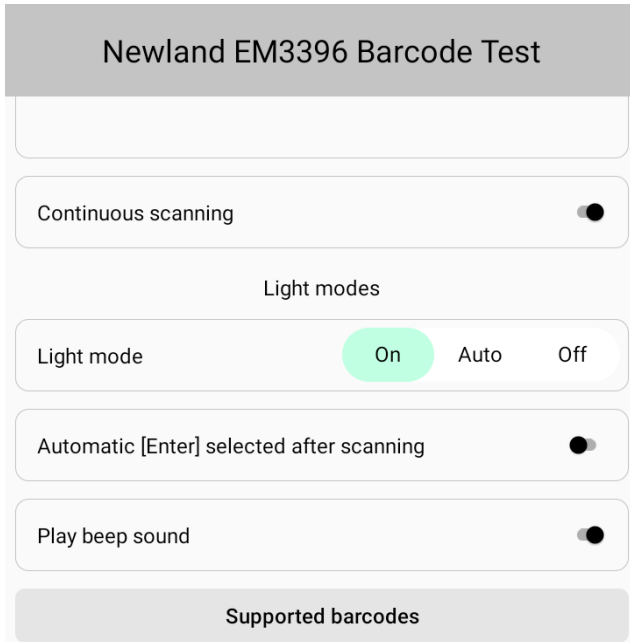 Newland EM3396 Barcode Test
Continuous scanning
Light modes
Light mode
On Auto Off
Automatic [Enter] selected after scanning
Play beep sound
Supported barcodes